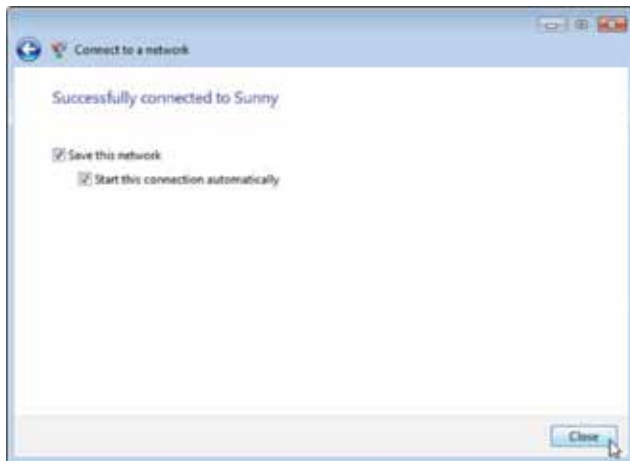 Connect to a network
Successfully connected to Sunny
Save this network
Start this connection automatically
Close